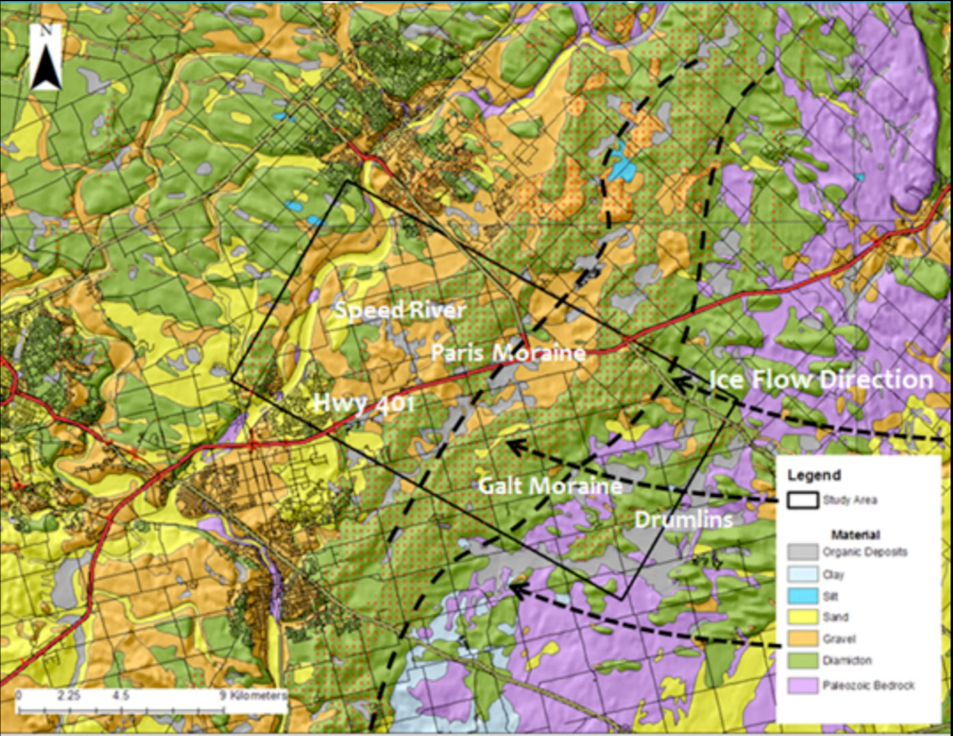 N
Speed River
Paris Moraine
Ice Flow Direction
Hwy 401
Galt Moraine
Drumlins
Legend
Study Area
Material
Organic Deposits
Clay
Silt
Sand
Gravel
Diamicton
Paleozoic Bedrock
0 2.25 4.5 9 Kilometers